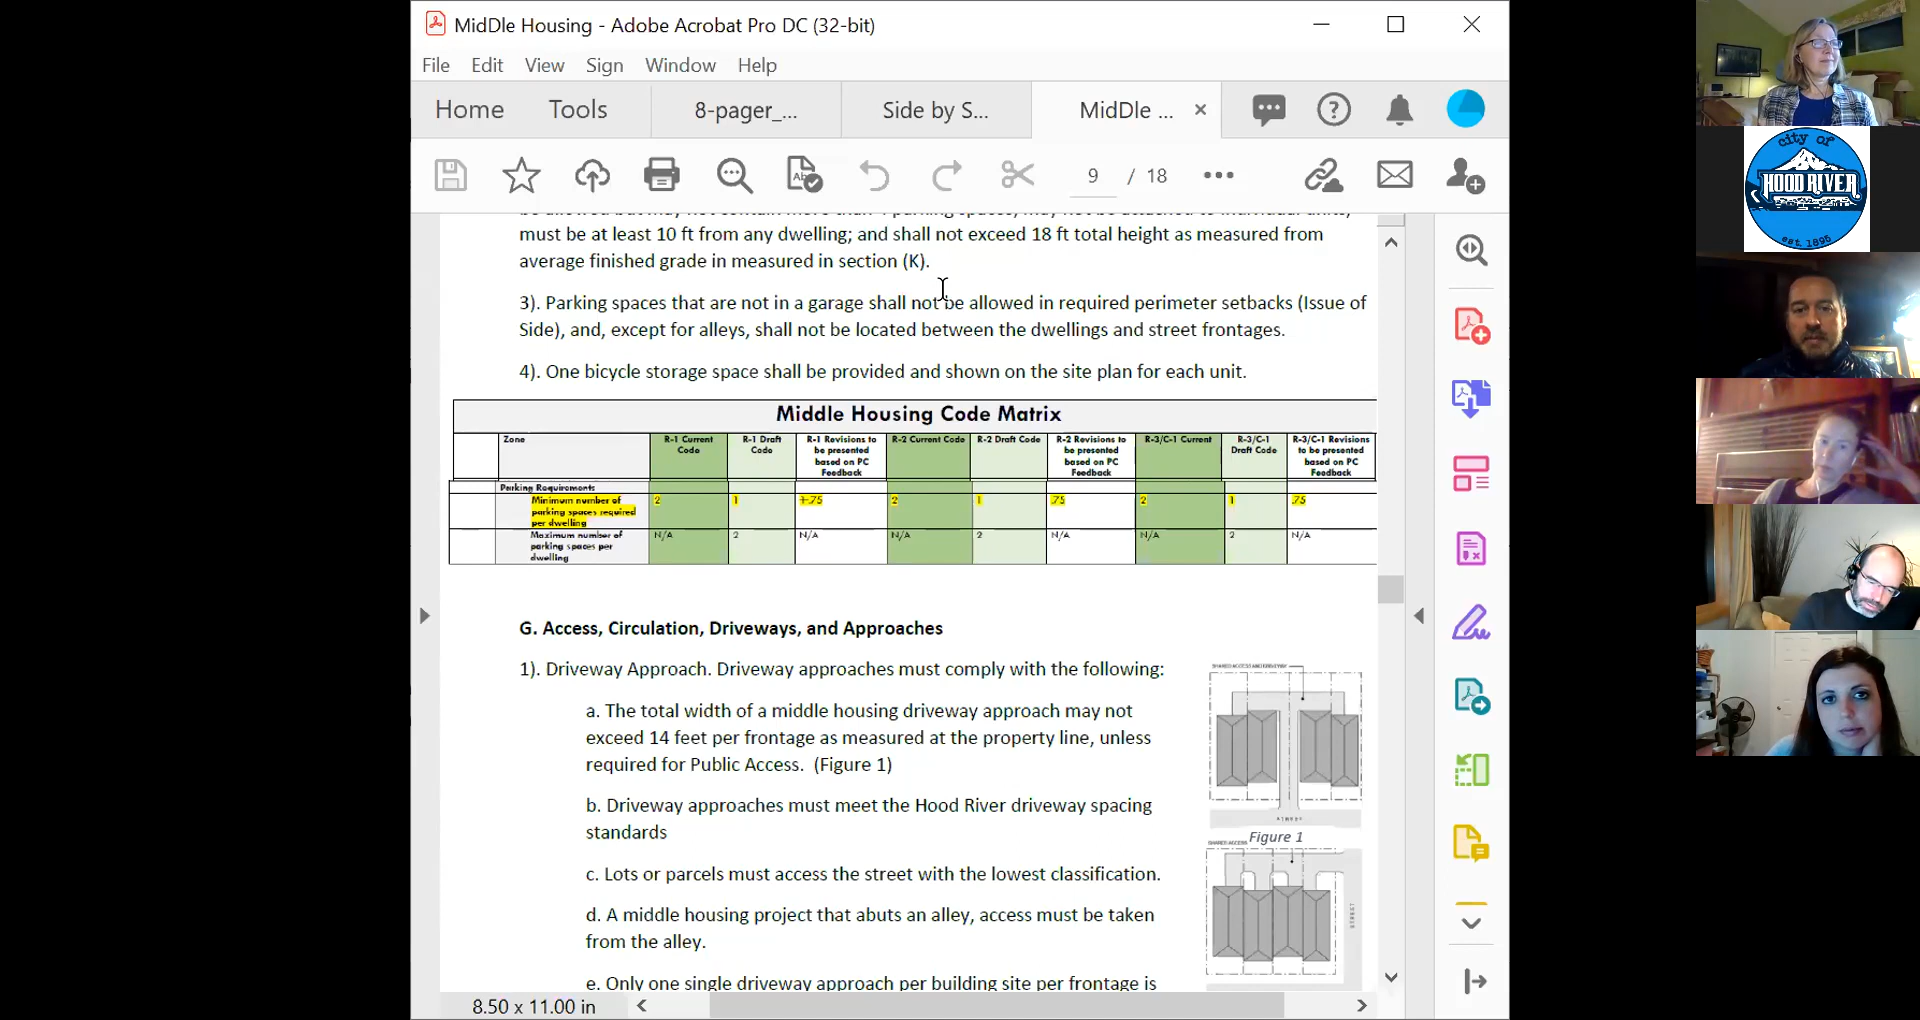 MidDle Housing - Adobe Acrobat Pro DC (32-bit)
File Edit View Sign Window Help
Home Tools 8-pager_... Side by S... MidDle ...
9 / 18
must be at least 10 ft from any dwelling; and shall not exceed 18 ft total height as measured from
average finished grade in measured in section (K).
3). Parking spaces that are not in a garage shall not be allowed in required perimeter setbacks (Issue of
Side), and, except for alleys, shall not be located between the dwellings and street frontages.
4). One bicycle storage space shall be provided and shown on the site plan for each unit.
Middle Housing Code Matrix
Zone
R-1 Current
Code
R-1 Draft
Code
R-1 Revisions to
be presented
based on PC
Feedback
R-2 Current Code
R-2 Draft Code
R-2 Revisions to
be presented
based on PC
Feedback
R-3/C-1 Current
R-3/C-1
Draft Code
R-3/C-1 Revisions
to be presented
based on PC
Feedback
Parking Requirements
Minimum number of
parking spaces required
per dwelling
2 1 1 .75 2 1 .75 2 1 .75
Maximum number of
parking spaces per
dwelling
N/A 2 N/A N/A 2 N/A N/A 2 N/A
G. Access, Circulation, Driveways, and Approaches
1). Driveway Approach. Driveway approaches must comply with the following:
a. The total width of a middle housing driveway approach may not
exceed 14 feet per frontage as measured at the property line, unless
required for Public Access. (Figure 1)
b. Driveway approaches must meet the Hood River driveway spacing
standards
c. Lots or parcels must access the street with the lowest classification.
d. A middle housing project that abuts an alley, access must be taken
from the alley.
e. Only one single driveway approach per building site per frontage is
SHARED ACCESS AND DRIVEWAY
STREET
Figure 1
SHARED ACCESS
STREET
8.50 x 11.00 in
city of
HOOD RIVER
est. 1895